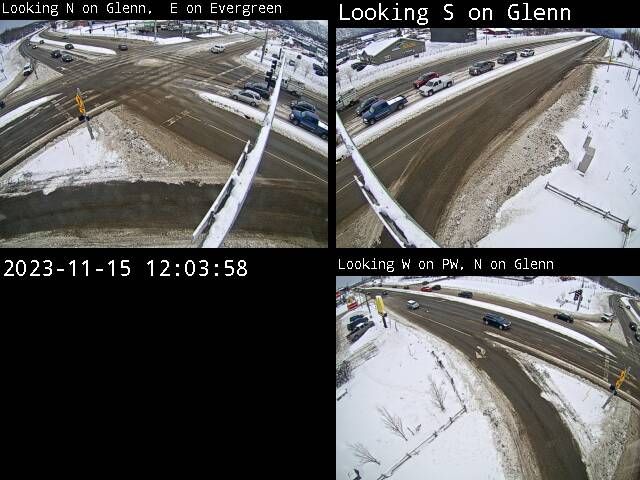 Looking N on Glenn, E on Evergreen
Looking S on Glenn
2023-11-15 12:03:58
Looking W on PW, N on Glenn